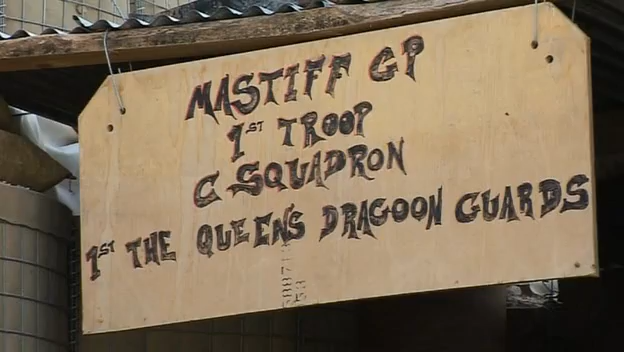 MASTIFF GP
1ST TROOP
C SQUADRON
1ST THE QUEENS DRAGOON GUARDS